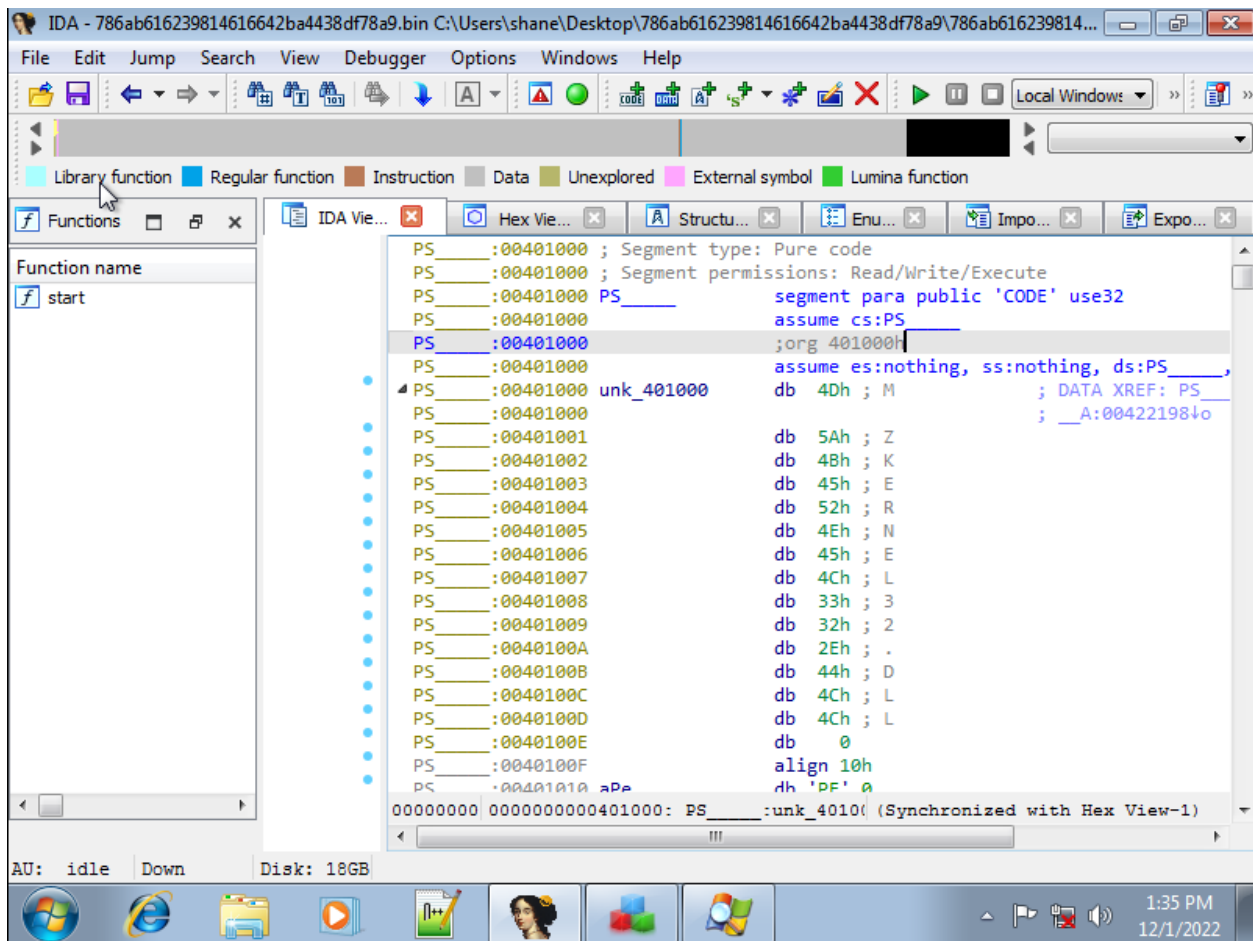 IDA - 786ab616239814616642ba4438df78a9.bin C:\Users\shane\Desktop\786ab616239814616642ba4438df78a9\786ab616239814...
File Edit Jump Search View Debugger Options Windows Help
Local Window
Library function Regular function Instruction Data Unexplored External symbol Lumina function
Functions
IDA Vie... Hex Vie... Structu... Enu... Impo... Expo...
Function name
start
PS_____:00401000 ; Segment type: Pure code
PS_____:00401000 ; Segment permissions: Read/Write/Execute
PS_____:00401000 PS_____ segment para public 'CODE' use32
PS_____:00401000 assume cs:PS_____
PS_____:00401000 ;org 401000h
PS_____:00401000 assume es:nothing, ss:nothing, ds:PS_____,
PS_____:00401000 unk_401000 db 4Dh ; M ; DATA XREF: PS___
PS_____:00401000 ; __A:00422198↓o
PS_____:00401001 db 5Ah ; Z
PS_____:00401002 db 4Bh ; K
PS_____:00401003 db 45h ; E
PS_____:00401004 db 52h ; R
PS_____:00401005 db 4Eh ; N
PS_____:00401006 db 45h ; E
PS_____:00401007 db 4Ch ; L
PS_____:00401008 db 33h ; 3
PS_____:00401009 db 32h ; 2
PS_____:0040100A db 2Eh ; .
PS_____:0040100B db 44h ; D
PS_____:0040100C db 4Ch ; L
PS_____:0040100D db 4Ch ; L
PS_____:0040100E db 0
PS_____:0040100F align 10h
PS_____:00401010 aPe db 'PE',0
00000000 0000000000401000: PS_____:unk_4010( (Synchronized with Hex View-1)
AU: idle Down Disk: 18GB
1:35 PM
12/1/2022